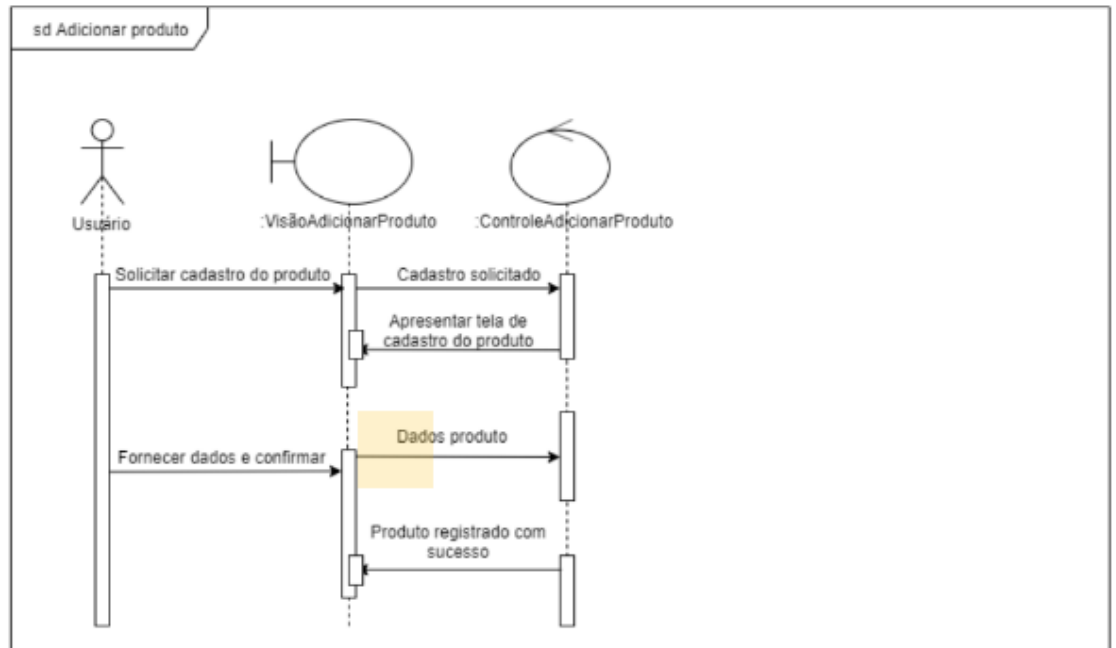 sd Adicionar produto
Usuário
:VisãoAdicionarProduto
:ControleAdicionarProduto
Solicitar cadastro do produto
Cadastro solicitado
Apresentar tela de
cadastro do produto
Dados produto
Fornecer dados e confirmar
Produto registrado com
sucesso